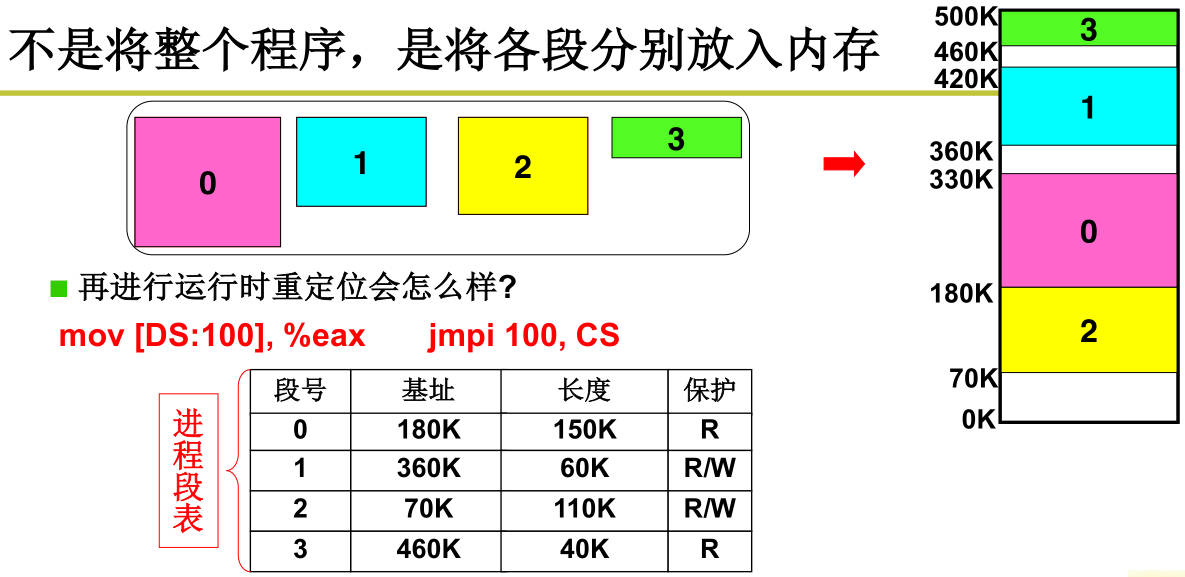 不是将整个程序，是将各段分别放入内存
0
1
2
3
500K
3
460K
420K
1
360K
330K
0
180K
2
70K
0K
再进行运行时重定位会怎么样?
mov [DS:100], %eax jmpi 100, CS
进程段表
段号 基址 长度 保护
0 180K 150K R
1 360K 60K R/W
2 70K 110K R/W
3 460K 40K R